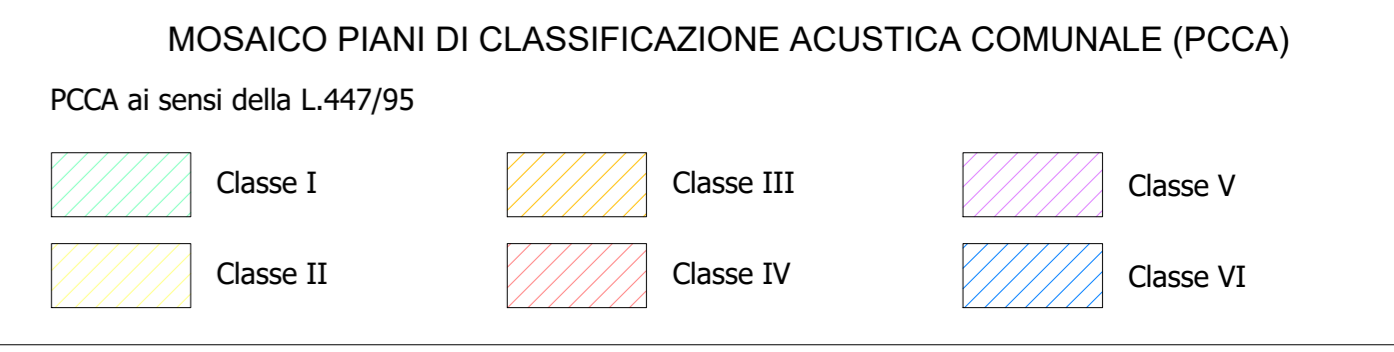 MOSAICO PIANI DI CLASSIFICAZIONE ACUSTICA COMUNALE (PCCA)
PCCA ai sensi della L.447/95
Classe I
Classe III
Classe V
Classe II
Classe IV
Classe VI